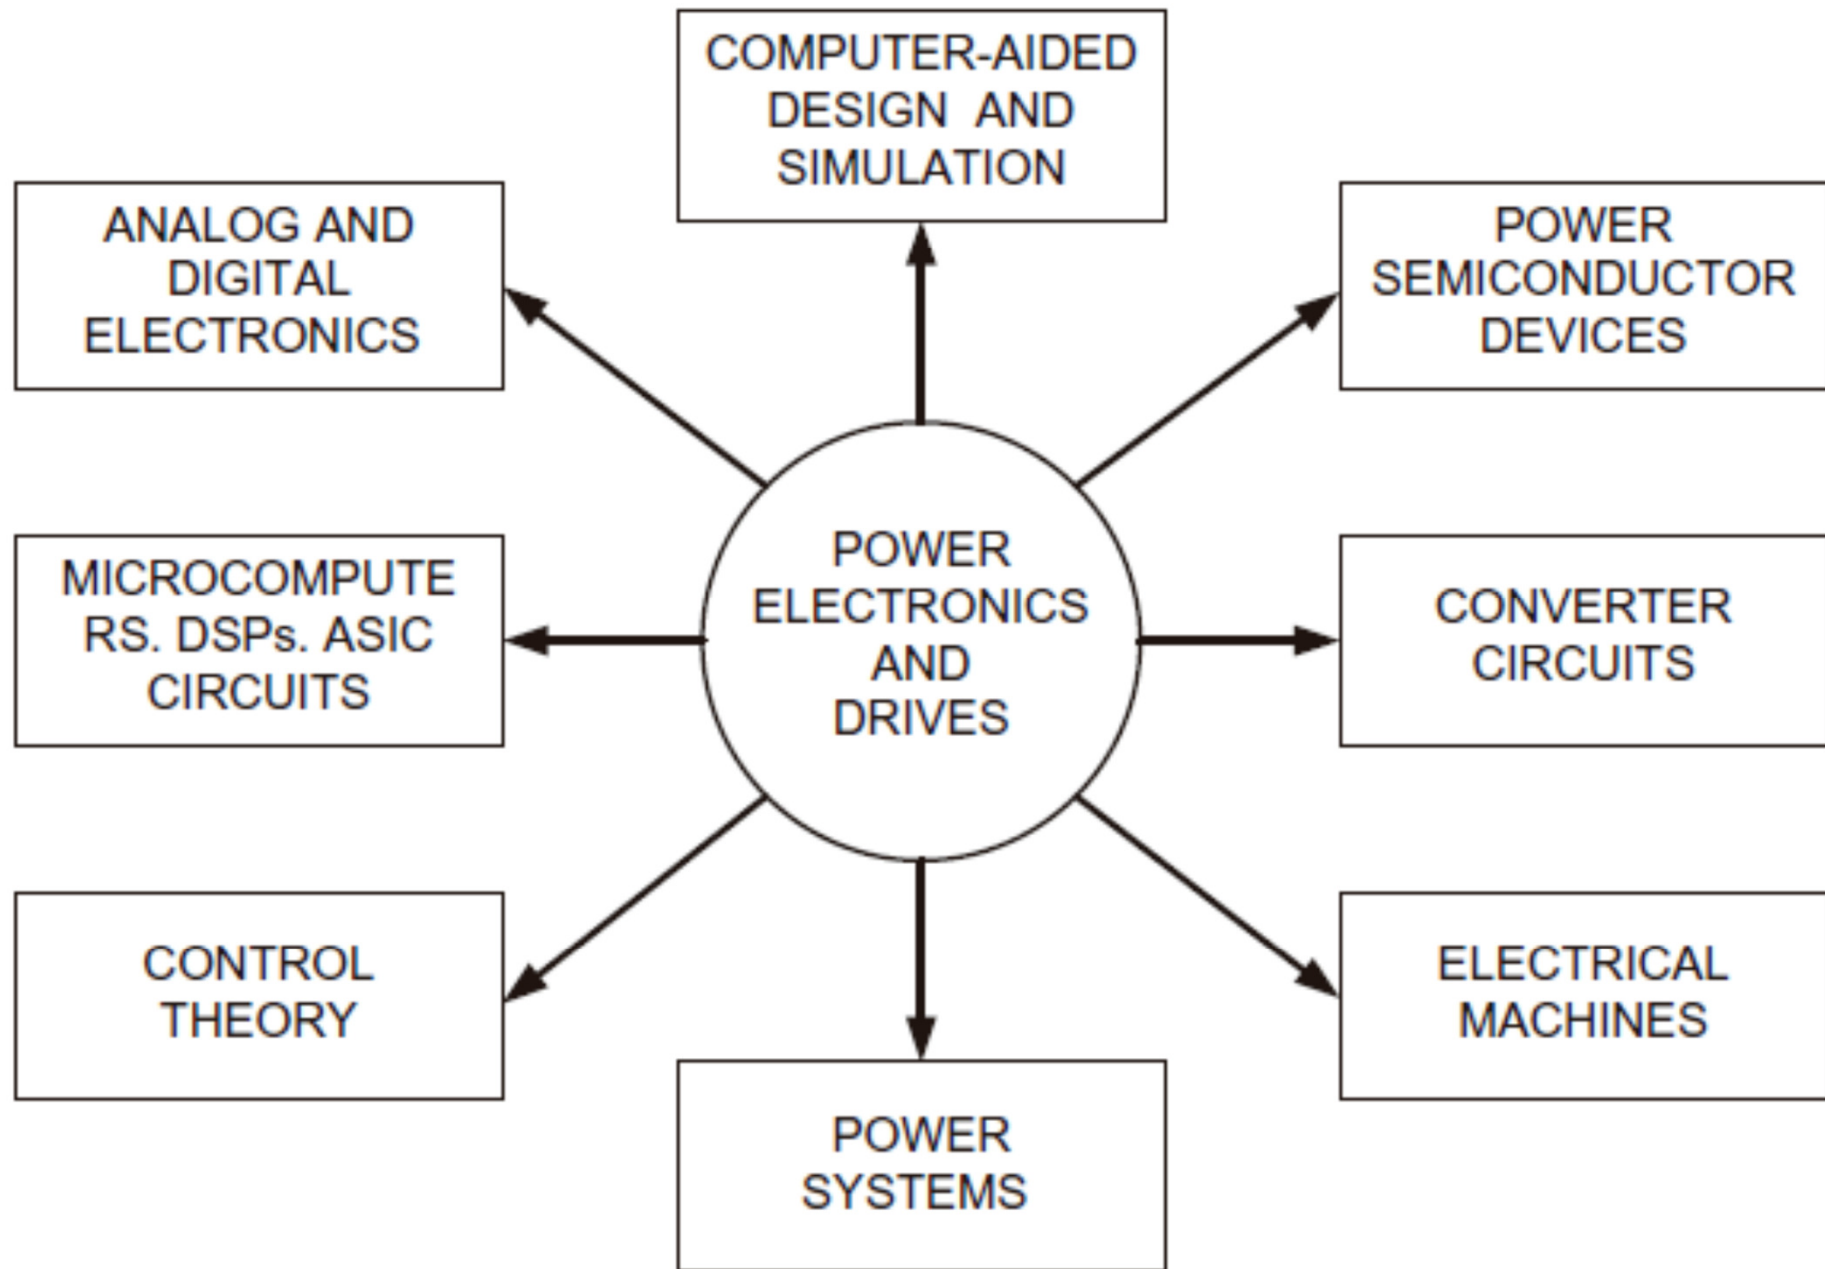 COMPUTER-AIDED
DESIGN AND
SIMULATION
ANALOG AND
DIGITAL
ELECTRONICS
POWER
SEMICONDUCTOR
DEVICES
MICROCOMPUTE
RS. DSPs. ASIC
CIRCUITS
POWER
ELECTRONICS
AND
DRIVES
CONVERTER
CIRCUITS
CONTROL
THEORY
ELECTRICAL
MACHINES
POWER
SYSTEMS